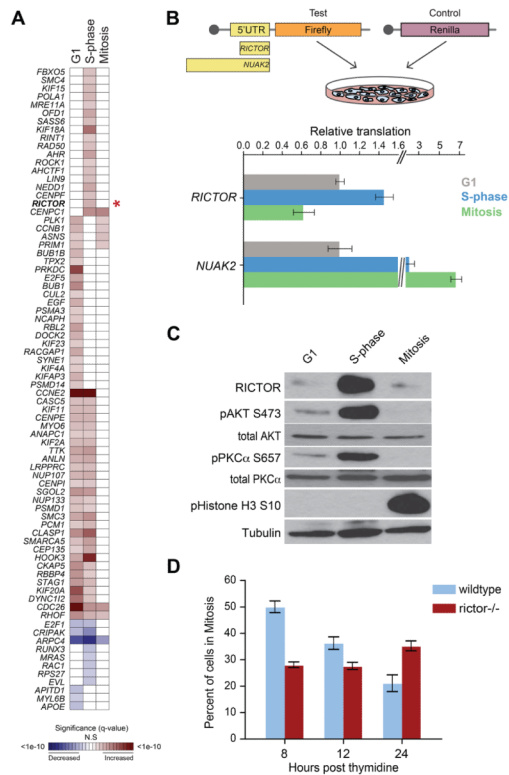 A
G1
S-phase
Mitosis
FBXO5
SMC4
KIF15
POLA1
MRE11A
OFD1
SASS6
KIF18A
RINT1
RAD50
AHR
ROCK1
AHCTF1
LIN9
NEDD1
CENPF
RICTOR *
CENPC1
PLK1
CCNB1
ASNS
PRIM1
BUB1B
TPX2
PRKDC
E2F5
BUB1
CUL2
EGF
PSMA3
NCAPH
RBL2
DOCK2
KIF23
RACGAP1
SYNE1
KIF4A
KIFAP3
PSMD14
CCNE2
CASC5
KIF11
CENPE
MYO6
ANAPC1
KIF2A
TTK
ANLN
LRPPRC
NUP107
CENPI
SGOL2
NUP133
PSMD1
SMC3
PCM1
CLASP1
SMARCA5
CEP135
HOOK3
CKAP5
RBBP4
STAG1
KIF20A
DYNC1I2
CDC26
RHOF
E2F1
CRIPAK
ARPC4
RUNX3
MRAS
RAC1
RPS27
EVL
APITD1
MYL6B
APOE
Significance (q-value)
N.S
<1e-10
<1e-10
Decreased
Increased
B
Test
Control
5'UTR
Firefly
Renilla
RICTOR
NUAK2
Relative translation
0 0.2 0.4 0.6 0.8 1.0 1.2 1.4 1.6 3 5 7
G1
S-phase
Mitosis
RICTOR
NUAK2
C
G1
S-phase
Mitosis
RICTOR
pAKT S473
total AKT
pPKCα S657
total PKCα
pHistone H3 S10
Tubulin
D
wildtype
rictor-/-
Percent of cells in Mitosis
60
50
40
30
20
10
0
8 12 24
Hours post thymidine